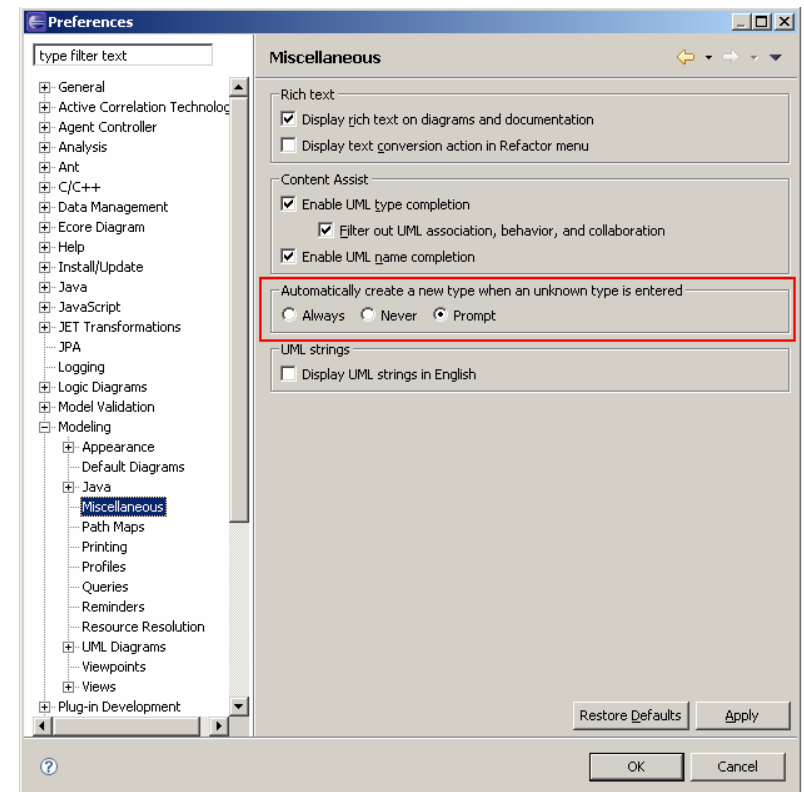 Preferences
type filter text
General
Active Correlation Technolog
Agent Controller
Analysis
Ant
C/C++
Data Management
Ecore Diagram
Help
Install/Update
Java
JavaScript
JET Transformations
JPA
Logging
Logic Diagrams
Model Validation
Modeling
Appearance
Default Diagrams
Java
Miscellaneous
Path Maps
Printing
Profiles
Queries
Reminders
Resource Resolution
UML Diagrams
Viewpoints
Views
Plug-in Development
Miscellaneous
Rich text
Display rich text on diagrams and documentation
Display text conversion action in Refactor menu
Content Assist
Enable UML type completion
Filter out UML association, behavior, and collaboration
Enable UML name completion
Automatically create a new type when an unknown type is entered
Always Never Prompt
UML strings
Display UML strings in English
Restore Defaults Apply
? OK Cancel